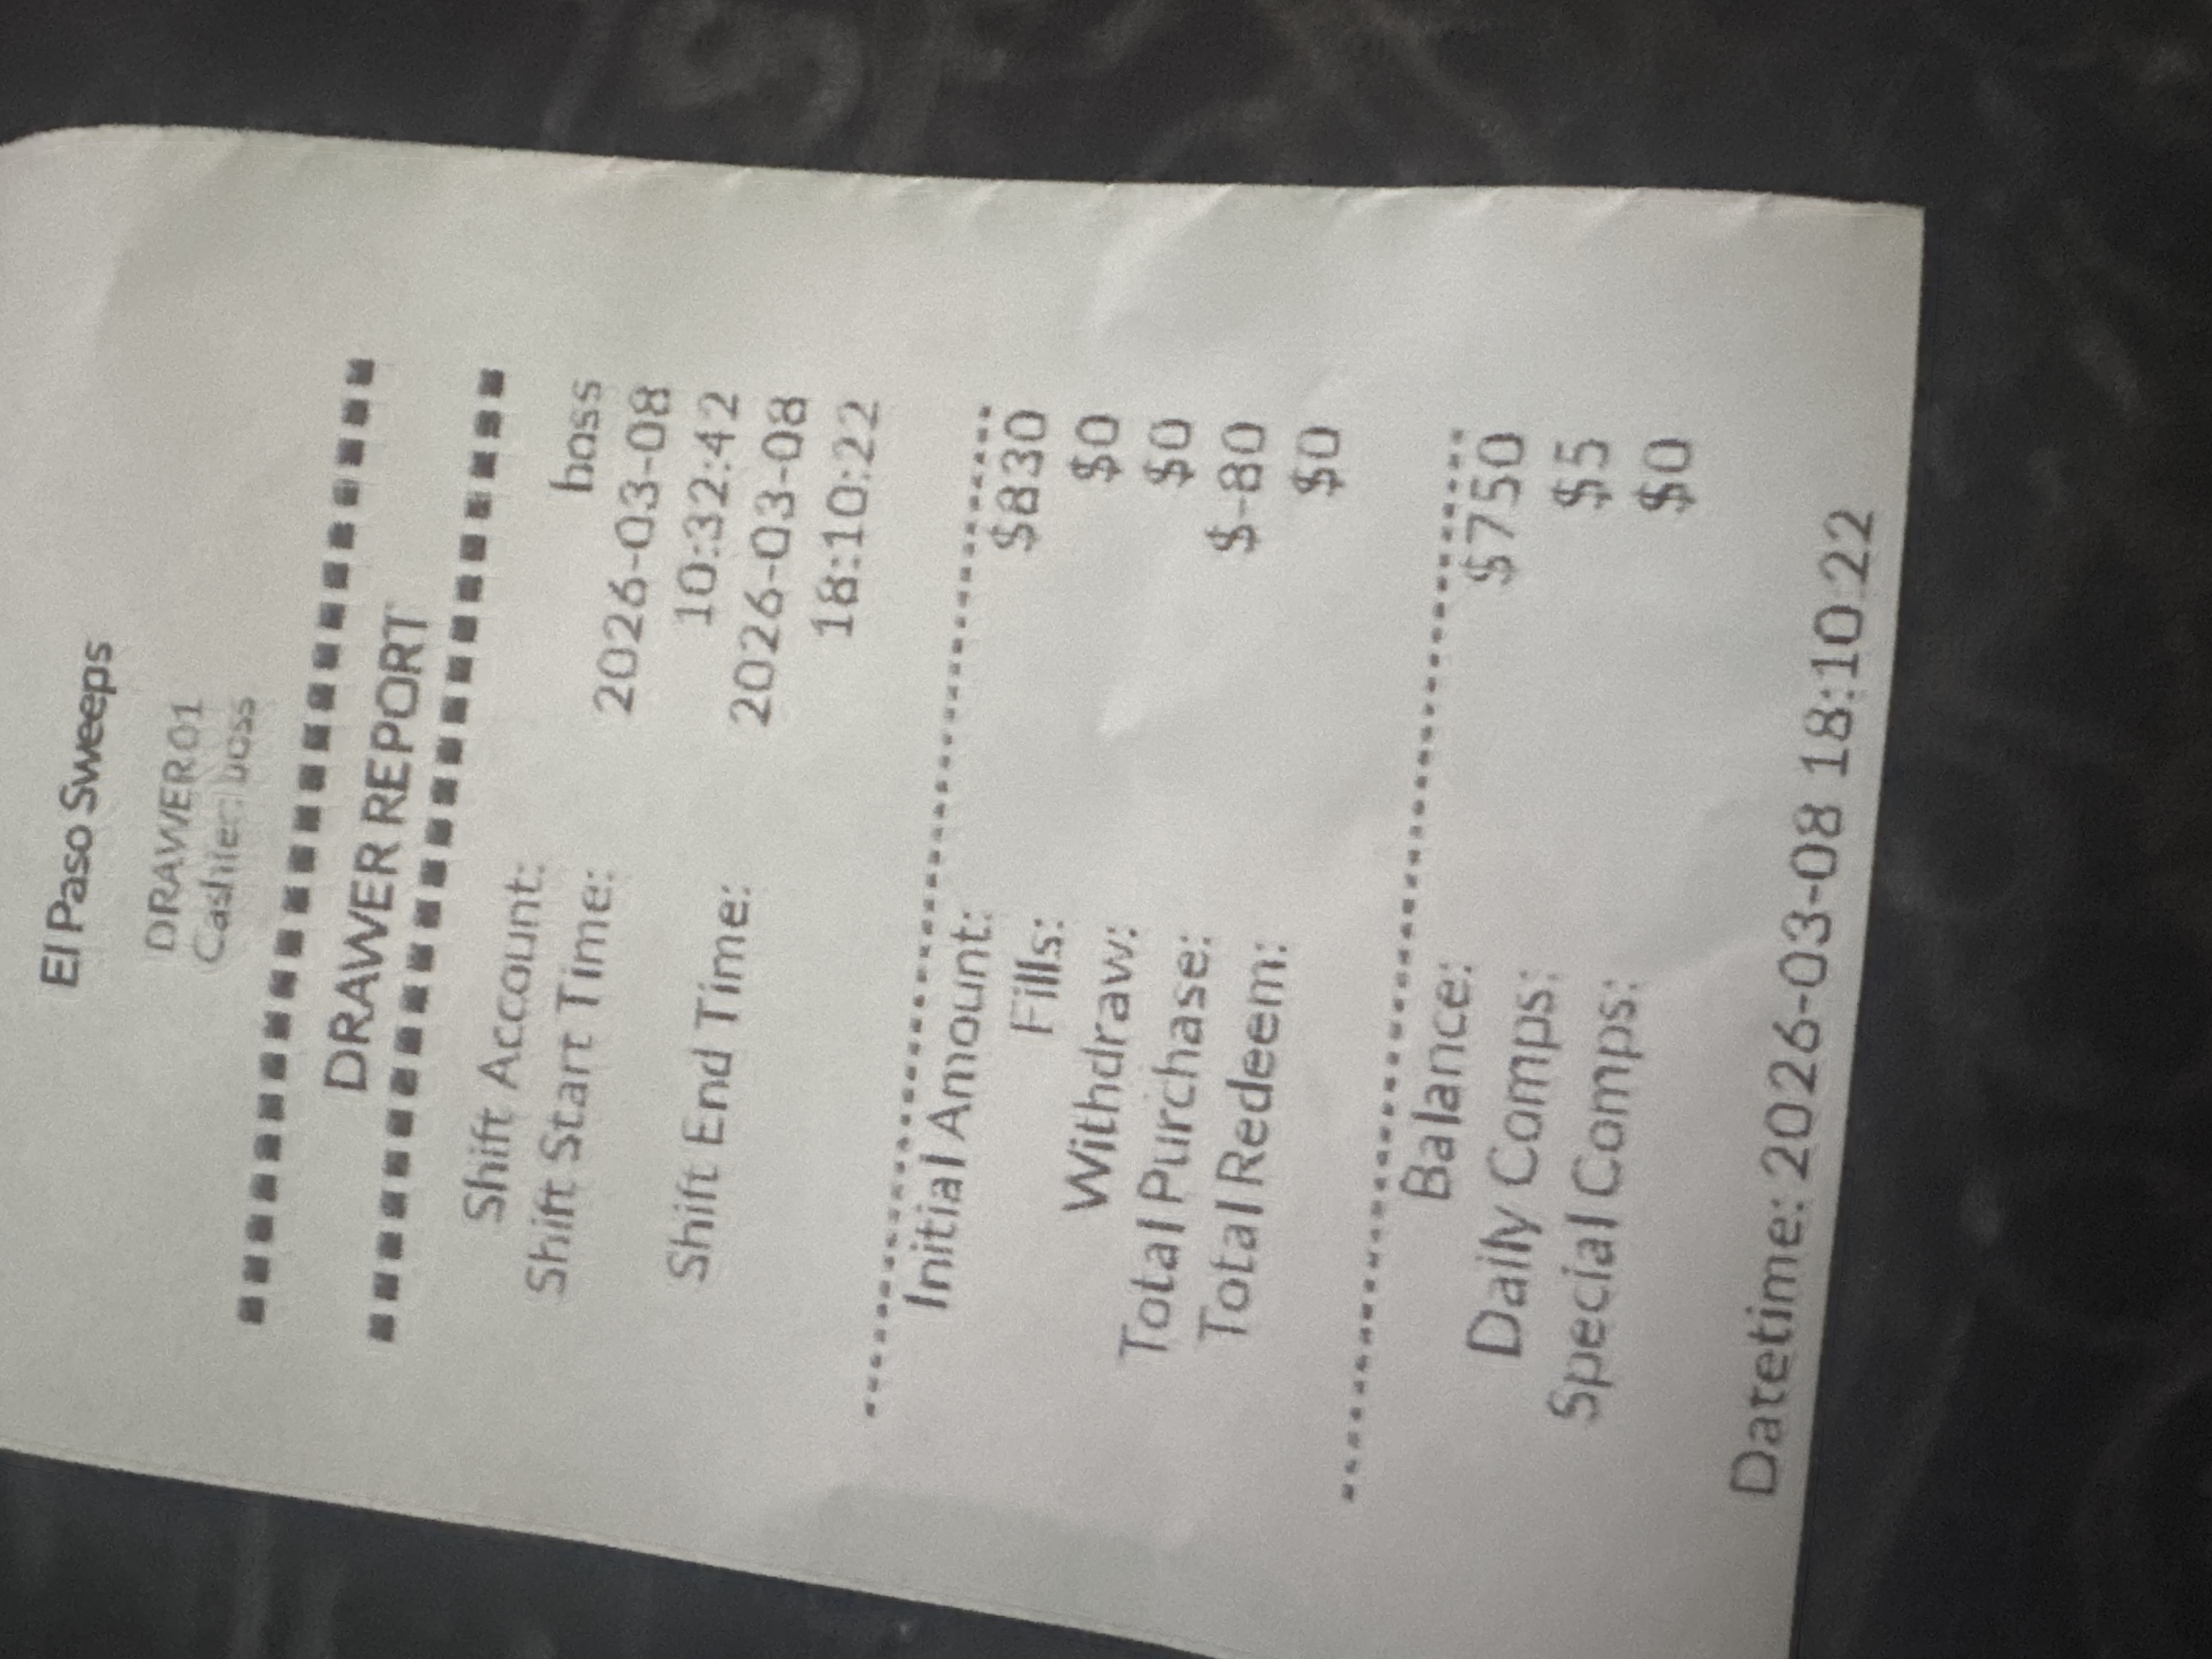 El Paso Sweeps
DRAWER01
Cashier: boss
DRAWER REPORT
Shift Account: boss
Shift Start Time: 2026-03-08
10:32:42
Shift End Time: 2026-03-08
18:10:22
Initial Amount: $830
Fills: $0
Withdraw: $0
Total Purchase: $-80
Total Redeem: $0
Balance: $750
Daily Comps: $5
Special Comps: $0
Datetime: 2026-03-08 18:10:22